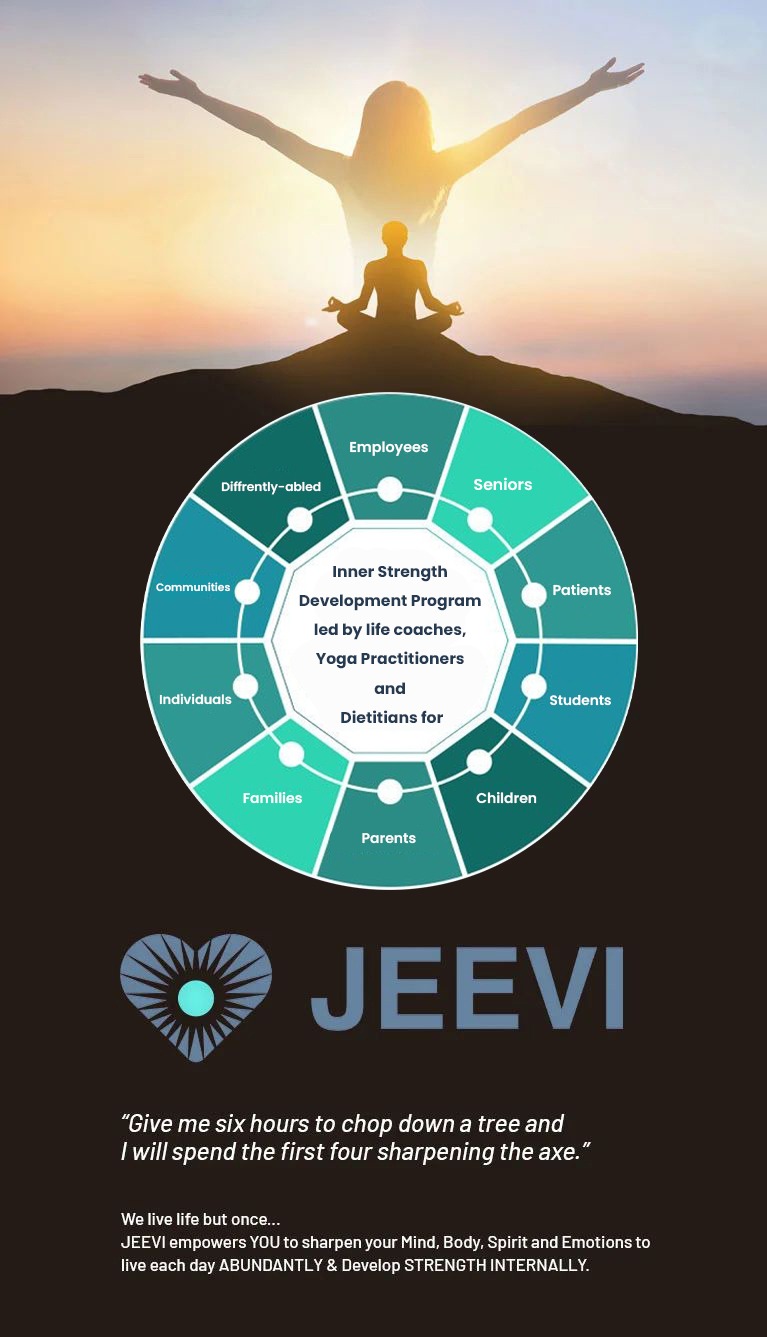 Employees
Seniors
Diffrently-abled
Patients
Communities
Inner Strength
Development Program
led by life coaches,
Yoga Practitioners
and
Dietitians for
Students
Individuals
Children
Families
Parents
JEEVI
“Give me six hours to chop down a tree and
I will spend the first four sharpening the axe.”
We live life but once...
JEEVI empowers YOU to sharpen your Mind, Body, Spirit and Emotions to
live each day ABUNDANTLY & Develop STRENGTH INTERNALLY.